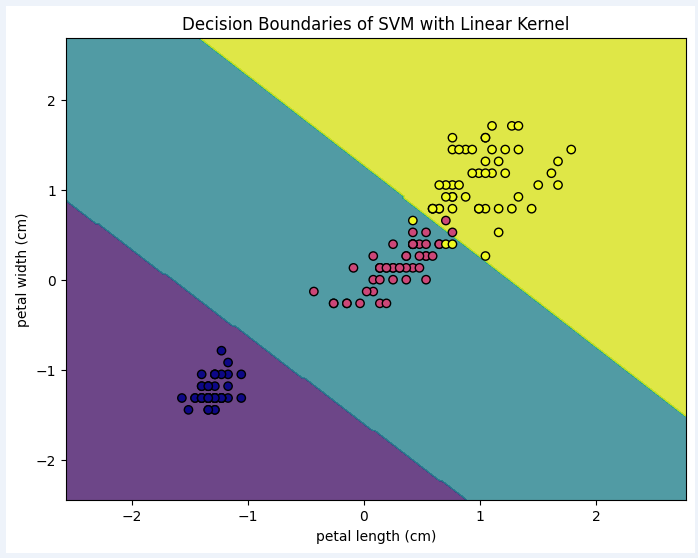 Decision Boundaries of SVM with Linear Kernel
petal width (cm)
2
1
0
−1
−2
−2 −1 0 1 2
petal length (cm)